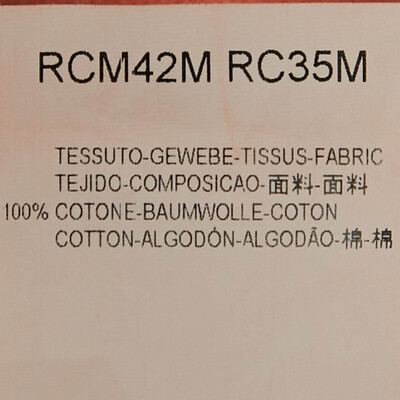 RCM42M RC35M
TESSUTO-GEWEBE-TISSUS-FABRIC
TEJIDO-COMPOSICAO-面料-面料
100% COTONE-BAUMWOLLE-COTON
COTTON-ALGODÓN-ALGODÃO-棉-棉